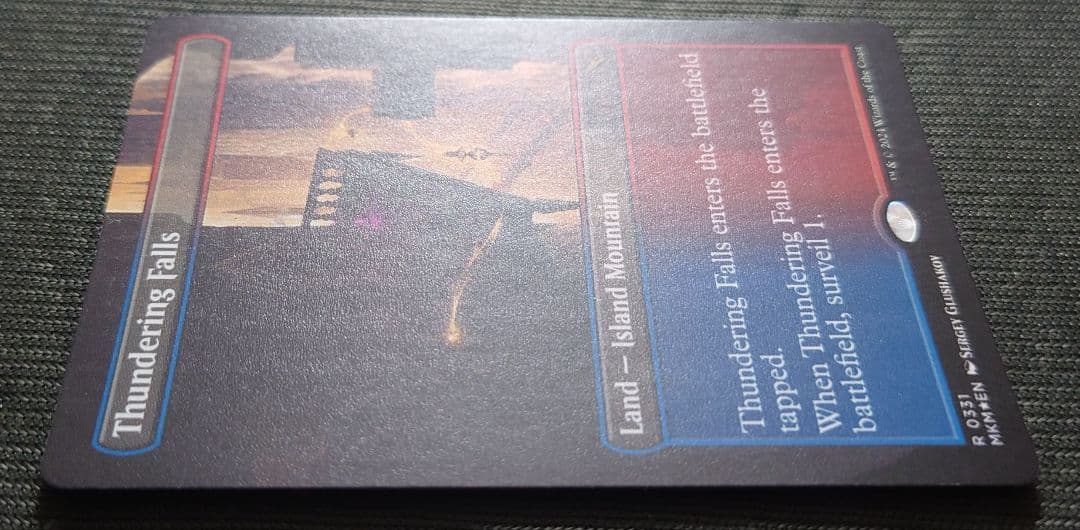 Thundering Falls
Land — Island Mountain
Thundering Falls enters the battlefield
tapped.
When Thundering Falls enters the
battlefield, surveil 1.
R 0331
MKM★EN SERGEY GLUSHAKOV
™ & © 2024 Wizards of the Coast